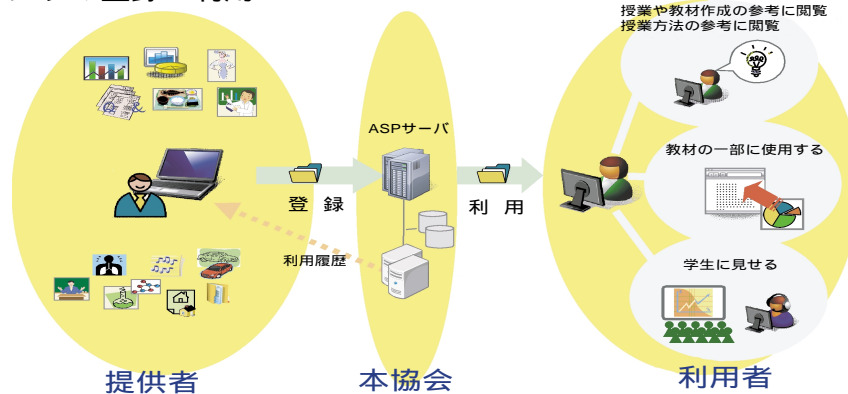 授業や教材作成の参考に閲覧
授業方法の参考に閲覧
ASPサーバ
教材の一部に使用する
登 録
利 用
利用履歴
学生に見せる
提供者
本協会
利用者